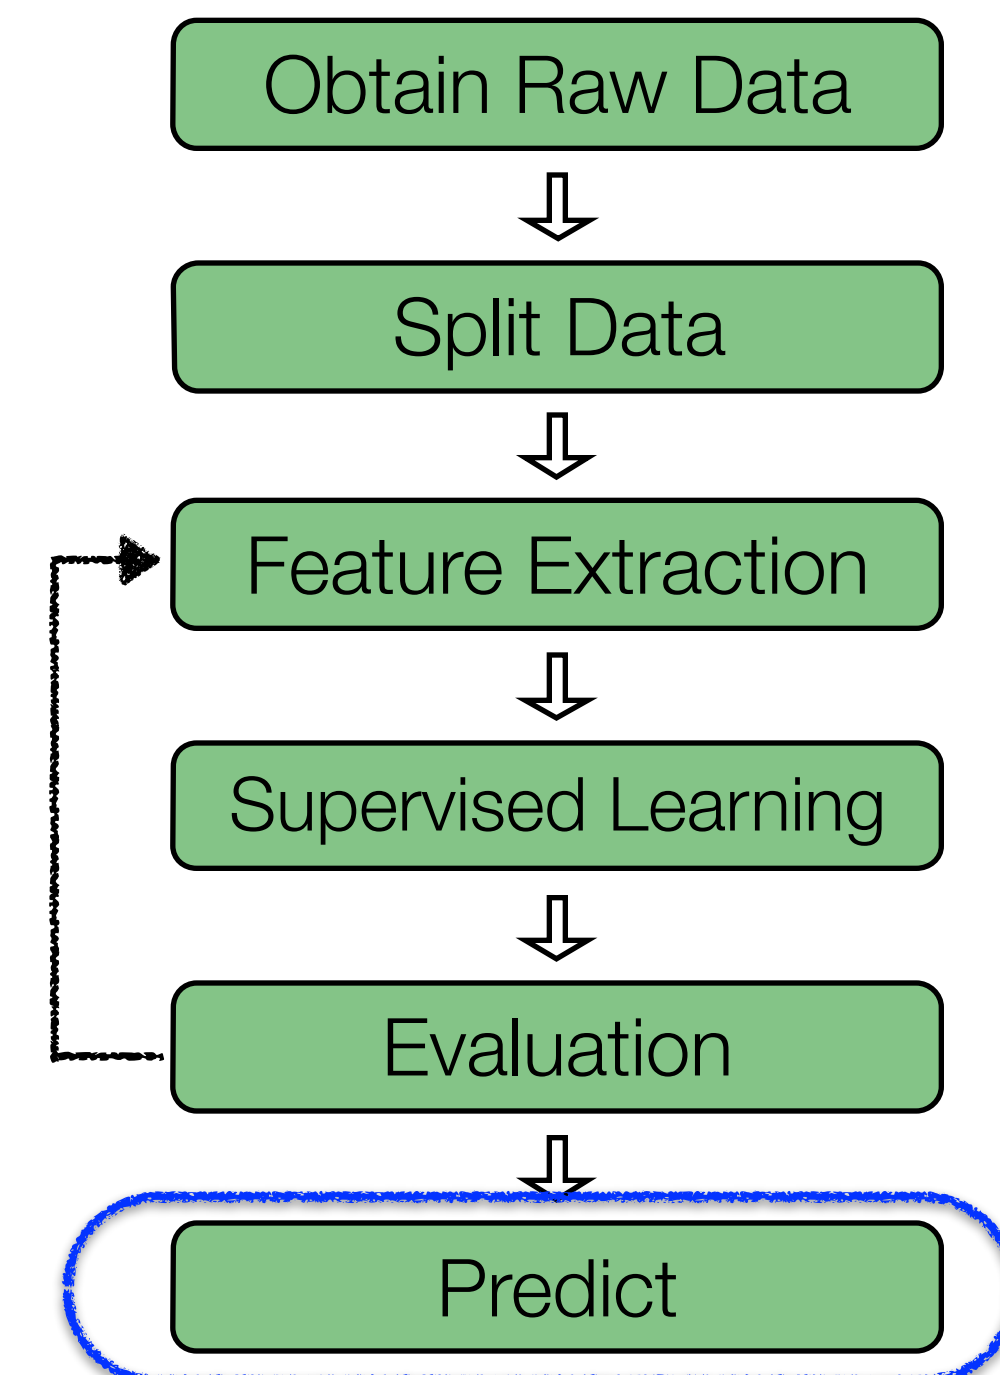 Obtain Raw Data
Split Data
Feature Extraction
Supervised Learning
Evaluation
Predict